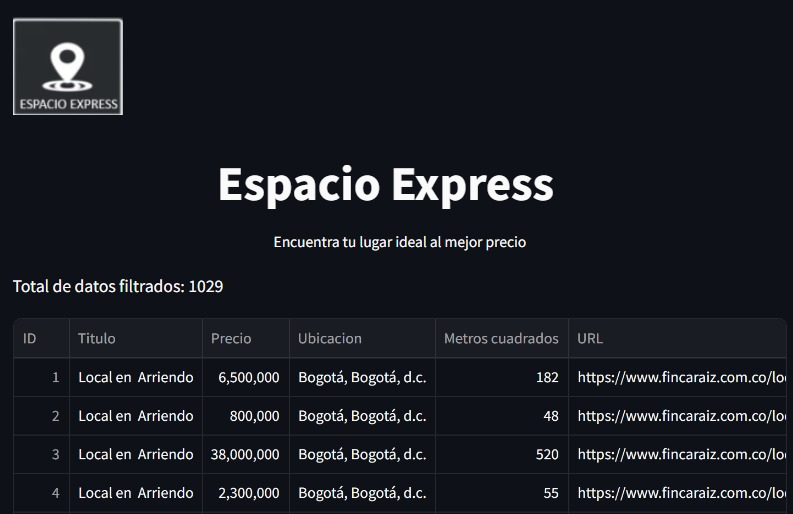 ESPACIO EXPRESS
Espacio Express
Encuentra tu lugar ideal al mejor precio
Total de datos filtrados: 1029
ID Titulo Precio Ubicacion Metros cuadrados URL
1 Local en Arriendo 6,500,000 Bogotá, Bogotá, d.c. 182 https://www.fincaraiz.com.co/lo
2 Local en Arriendo 800,000 Bogotá, Bogotá, d.c. 48 https://www.fincaraiz.com.co/lo
3 Local en Arriendo 38,000,000 Bogotá, Bogotá, d.c. 520 https://www.fincaraiz.com.co/lo
4 Local en Arriendo 2,300,000 Bogotá, Bogotá, d.c. 55 https://www.fincaraiz.com.co/lo